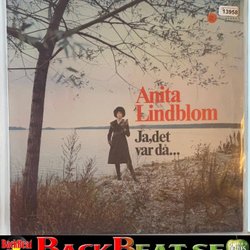 13958
Anita
Lindblom
Ja, det
var då...
BACKBEAT.SE